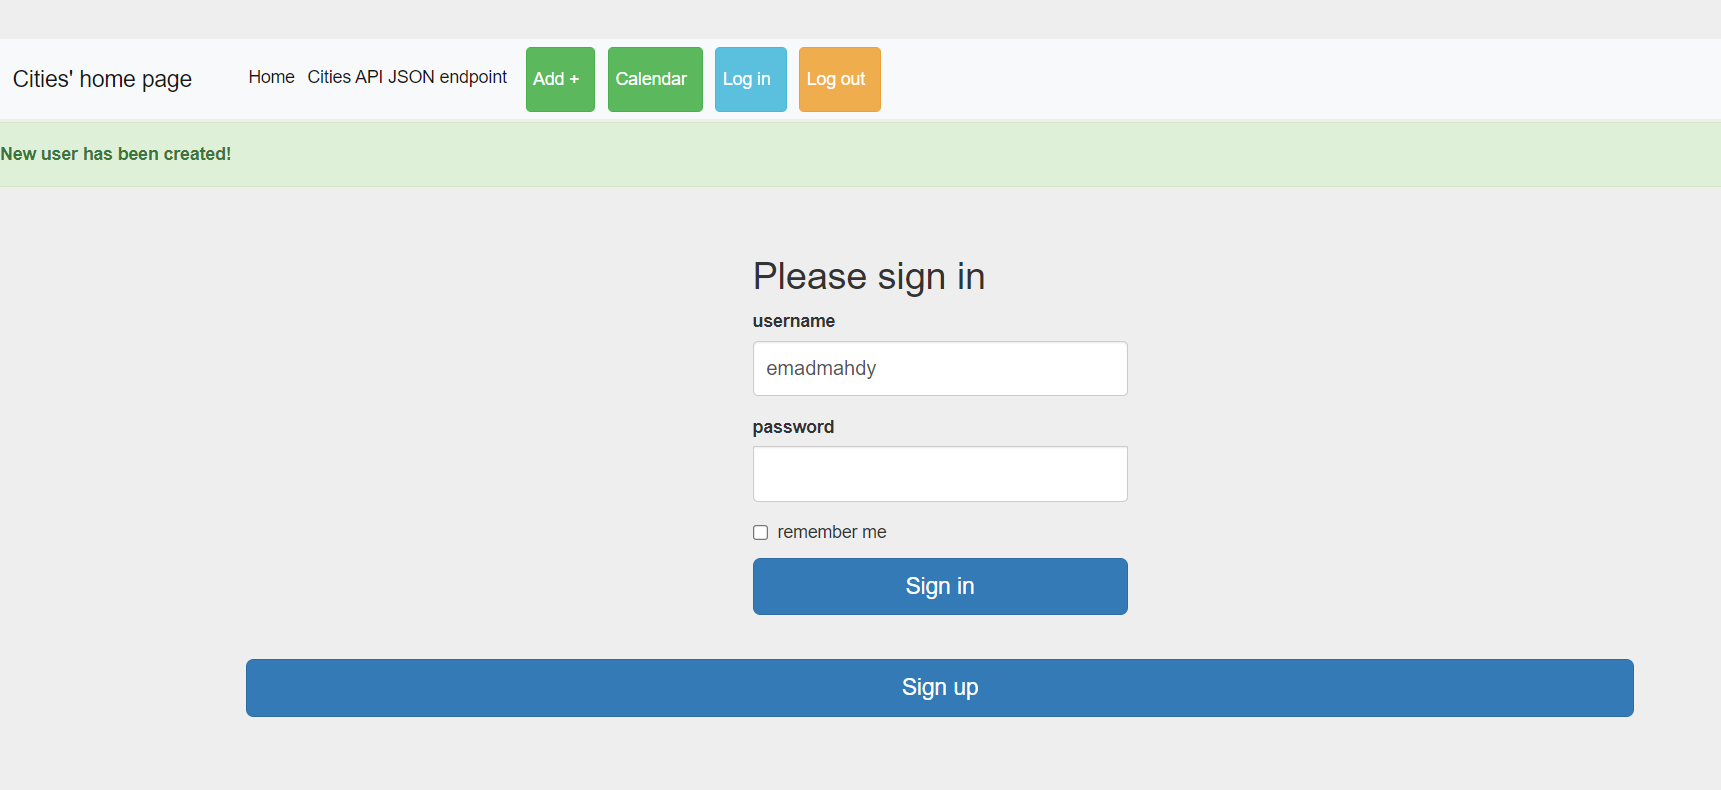 Cities' home page Home Cities API JSON endpoint Add + Calendar Log in Log out
New user has been created!
Please sign in
username
emadmahdy
password
remember me
Sign in
Sign up